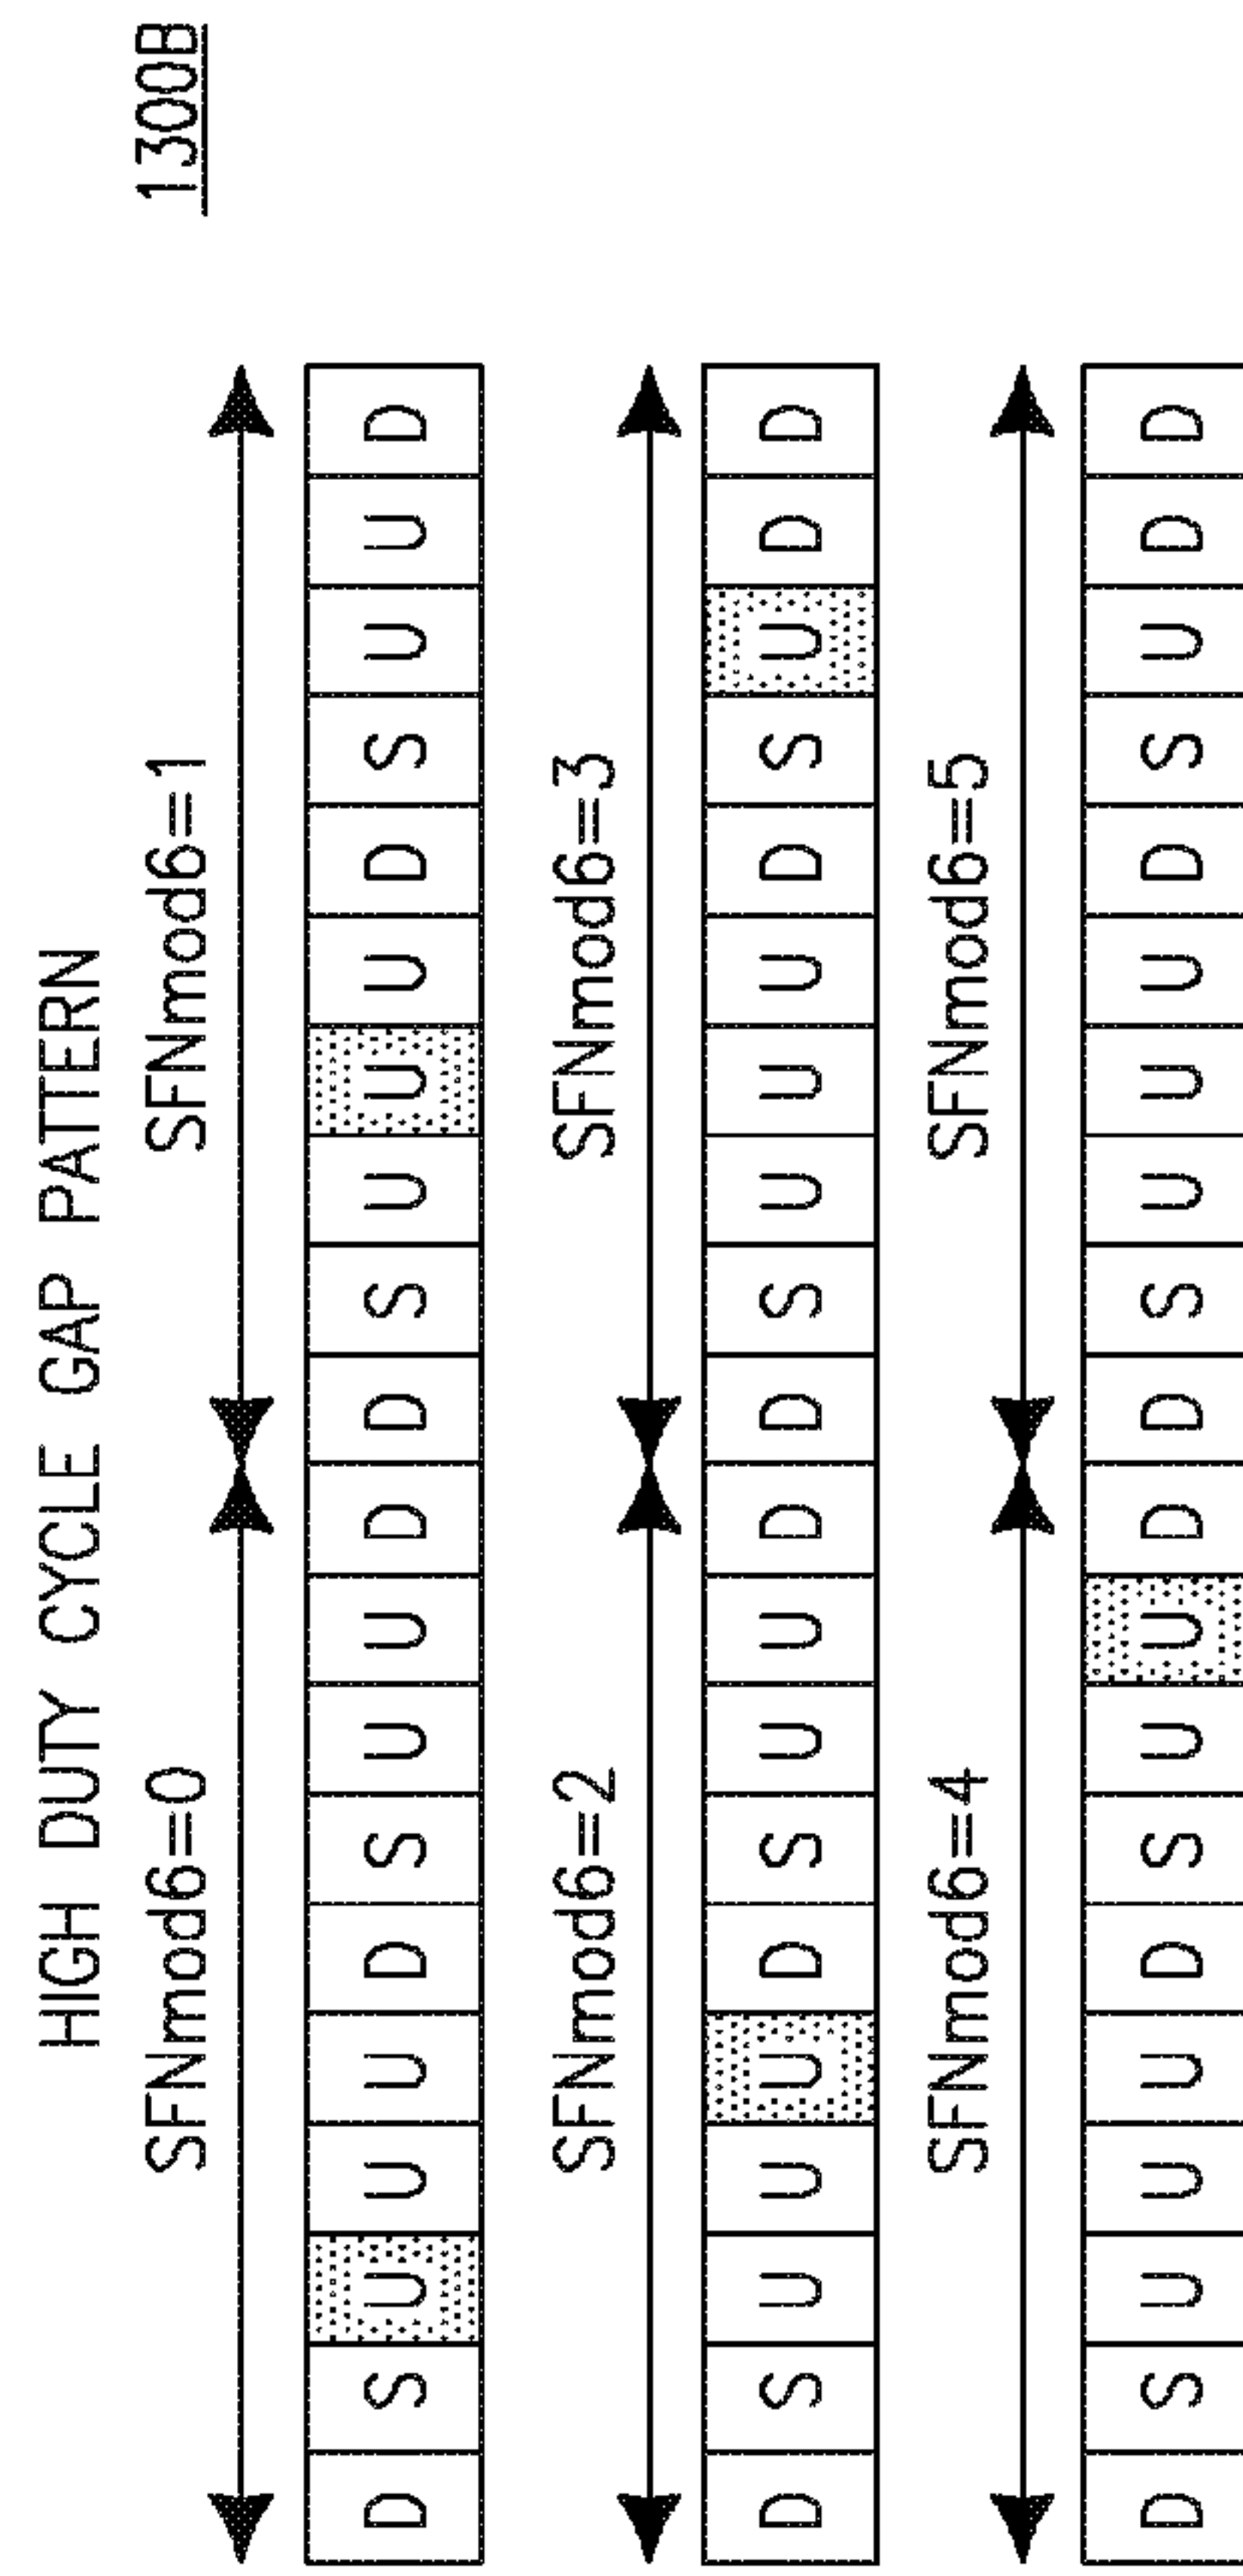 1300B
HIGH DUTY CYCLE GAP PATTERN
SFNmod6=0 SFNmod6=1
D S U U U D S U U D D S U U U D S U U D
SFNmod6=2 SFNmod6=3
D S U U U D S U U D D S U U U D S U D D
SFNmod6=4 SFNmod6=5
D S U U U D S U U D D S U U U D S U D D